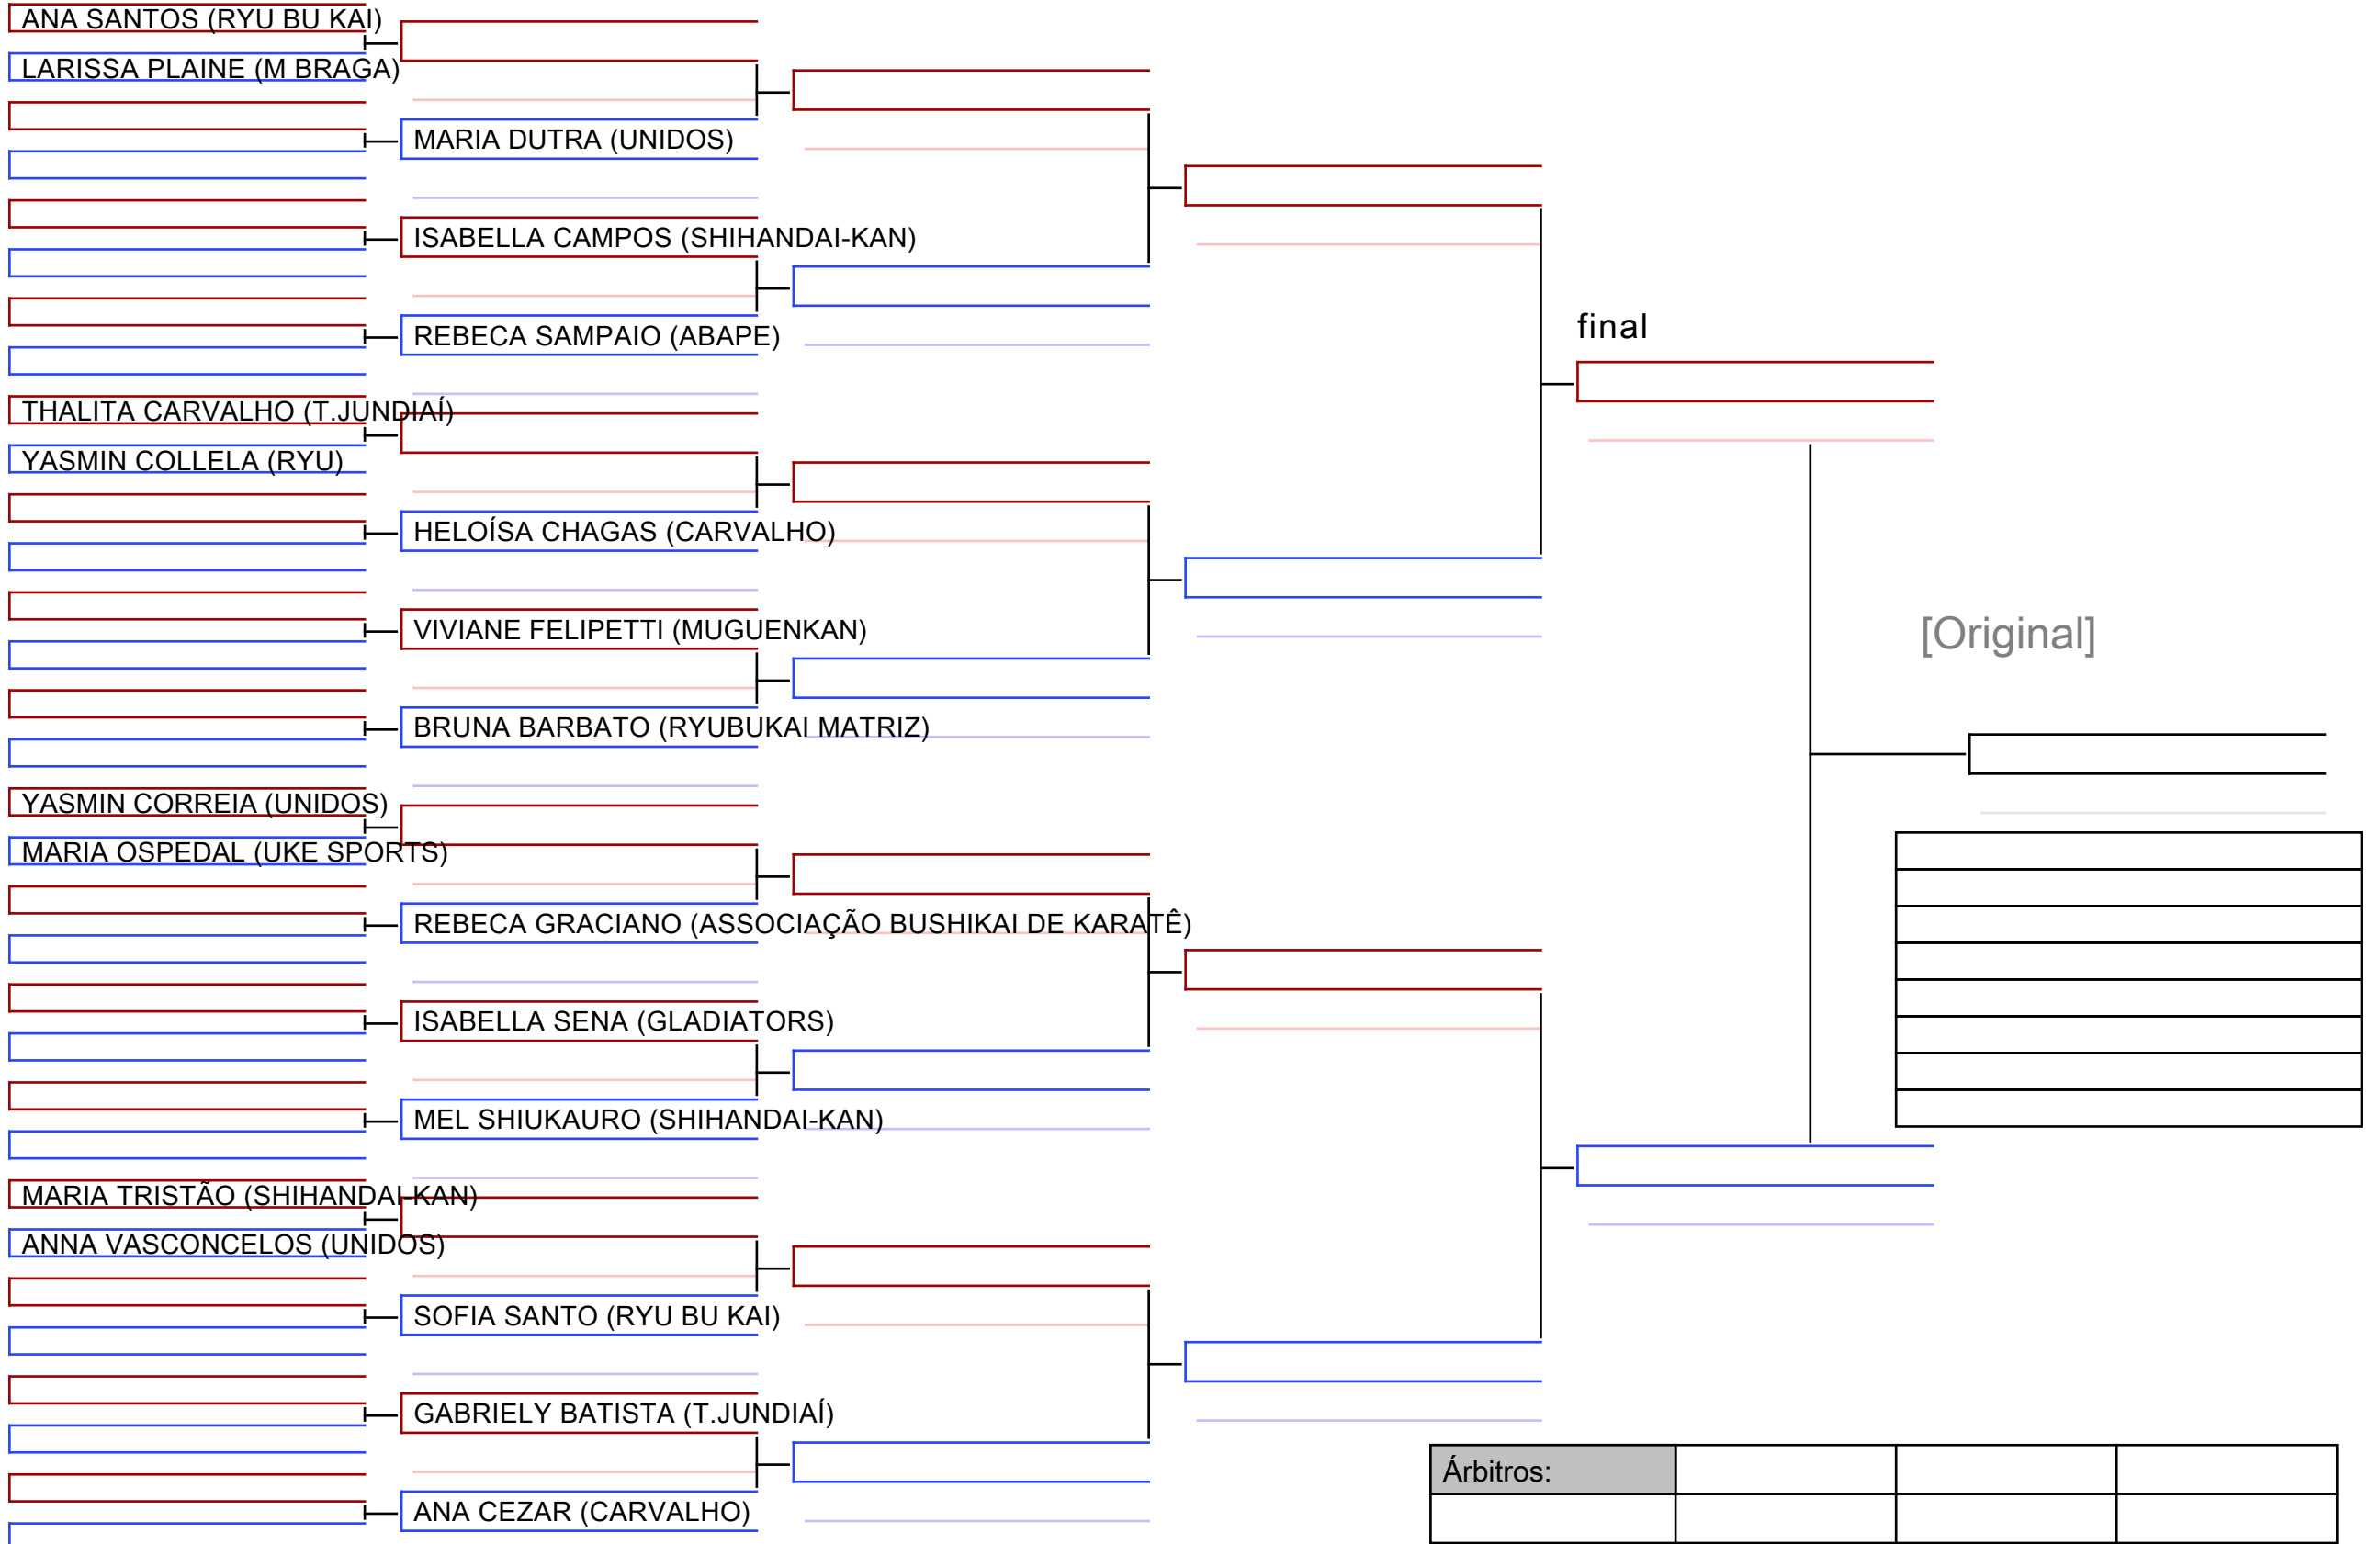 ANA SANTOS (RYU BU KAI)
LARISSA PLAINE (M BRAGA)
MARIA DUTRA (UNIDOS)
ISABELLA CAMPOS (SHIHANDAI-KAN)
REBECA SAMPAIO (ABAPE)
final
THALITA CARVALHO (T.JUNDIAÍ)
YASMIN COLLELA (RYU)
HELOÍSA CHAGAS (CARVALHO)
VIVIANE FELIPETTI (MUGUENKAN)
[Original]
BRUNA BARBATO (RYUBUKAI MATRIZ)
YASMIN CORREIA (UNIDOS)
MARIA OSPEDAL (UKE SPORTS)
REBECA GRACIANO (ASSOCIAÇÃO BUSHIKAI DE KARATÊ)
ISABELLA SENA (GLADIATORS)
MEL SHIUKAURO (SHIHANDAI-KAN)
MARIA TRISTÃO (SHIHANDAI-KAN)
ANNA VASCONCELOS (UNIDOS)
SOFIA SANTO (RYU BU KAI)
GABRIELY BATISTA (T.JUNDIAÍ)
Árbitros:
ANA CEZAR (CARVALHO)